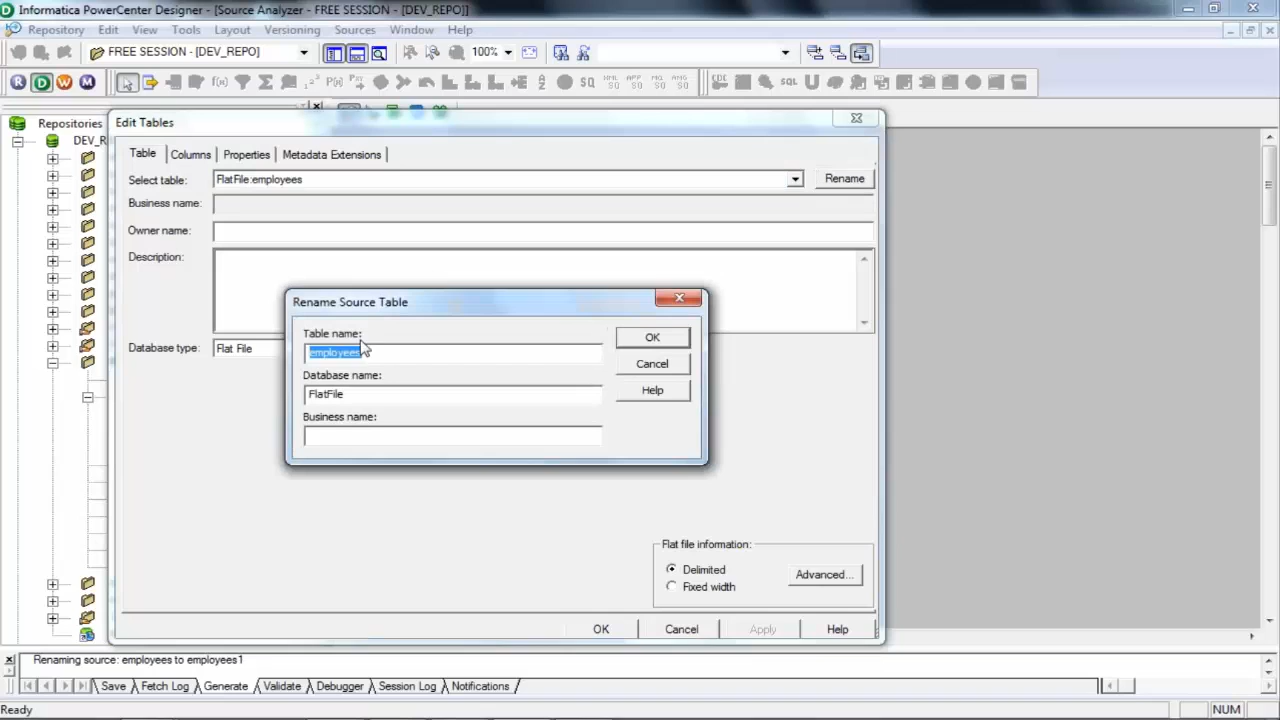 Informatica PowerCenter Designer - [Source Analyzer - FREE SESSION - [DEV_REPO]]
Repository Edit View Tools Layout Versioning Sources Window Help
FREE SESSION - [DEV_REPO]
100%
R D W M
Repositories
DEV_R
Edit Tables
Table Columns Properties Metadata Extensions
Select table: FlatFile:employees Rename
Business name:
Owner name:
Description:
Database type: Flat File
Rename Source Table
Table name:
employees
OK
Database name:
Cancel
FlatFile
Help
Business name:
Flat file information:
Delimited
Advanced...
Fixed width
OK Cancel Apply Help
Renaming source: employees to employees1
Save Fetch Log Generate Validate Debugger Session Log Notifications
Ready NUM